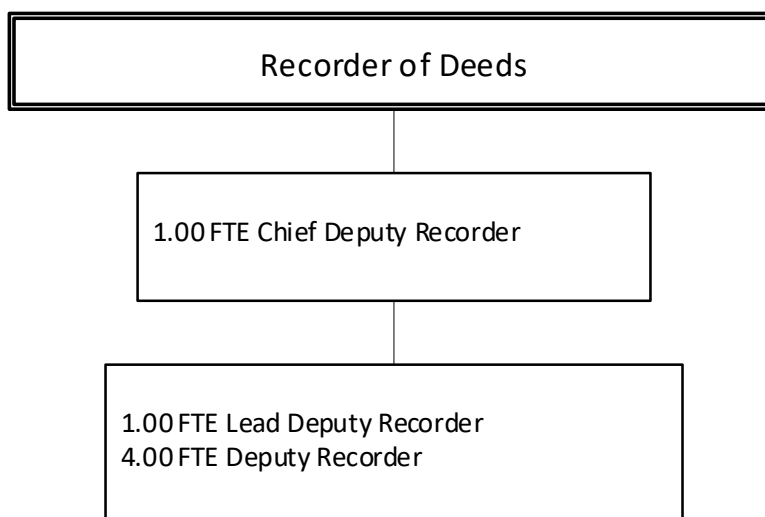 Recorder of Deeds
1.00 FTE Chief Deputy Recorder
1.00 FTE Lead Deputy Recorder
4.00 FTE Deputy Recorder